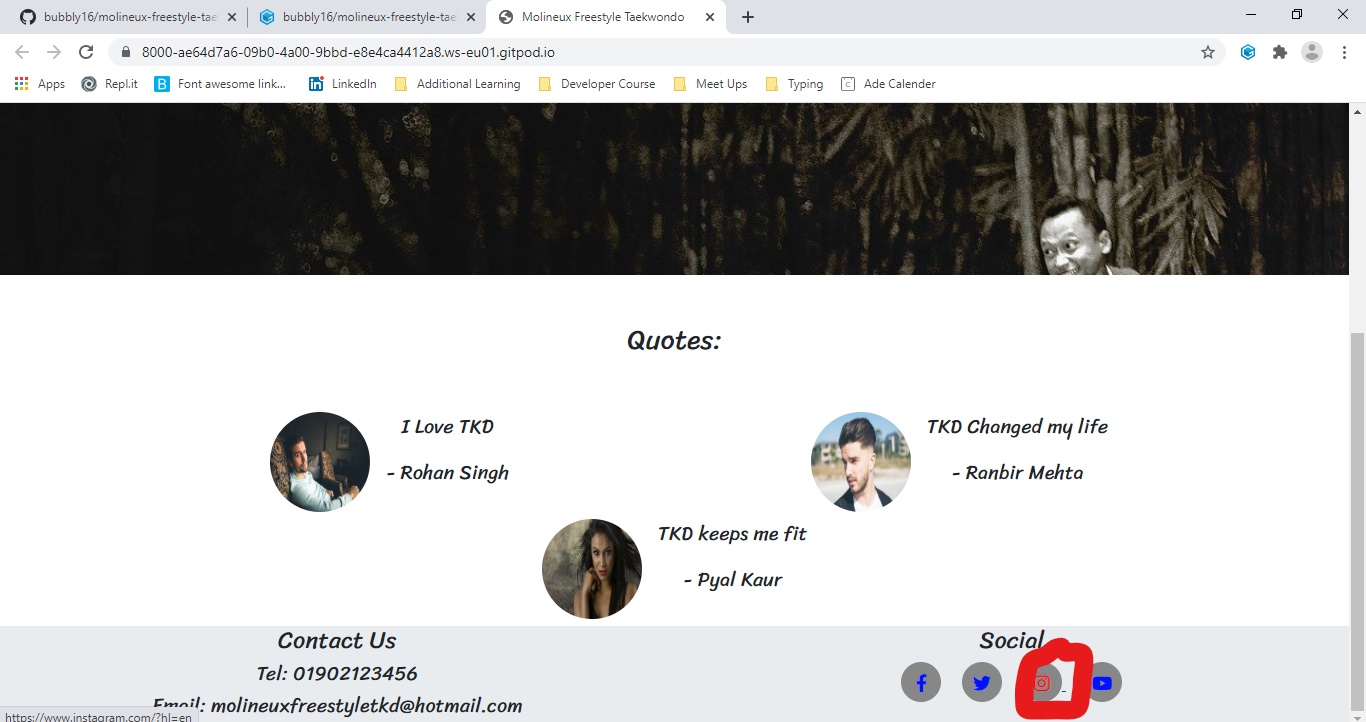 bubbly16/molineux-freestyle-tae
bubbly16/molineux-freestyle-tae
Molineux Freestyle Taekwondo
8000-ae64d7a6-09b0-4a00-9bbd-e8e4ca4412a8.ws-eu01.gitpod.io
Apps
Repl.it
B
Font awesome link...
in
LinkedIn
Additional Learning
Developer Course
Meet Ups
Typing
C
Ade Calender
Quotes:
I Love TKD
- Rohan Singh
TKD Changed my life
- Ranbir Mehta
TKD keeps me fit
- Pyal Kaur
Contact Us
Tel: 01902123456
Email: molineuxfreestyletkd@hotmail.com
Social
https://www.instagram.com/?hl=en